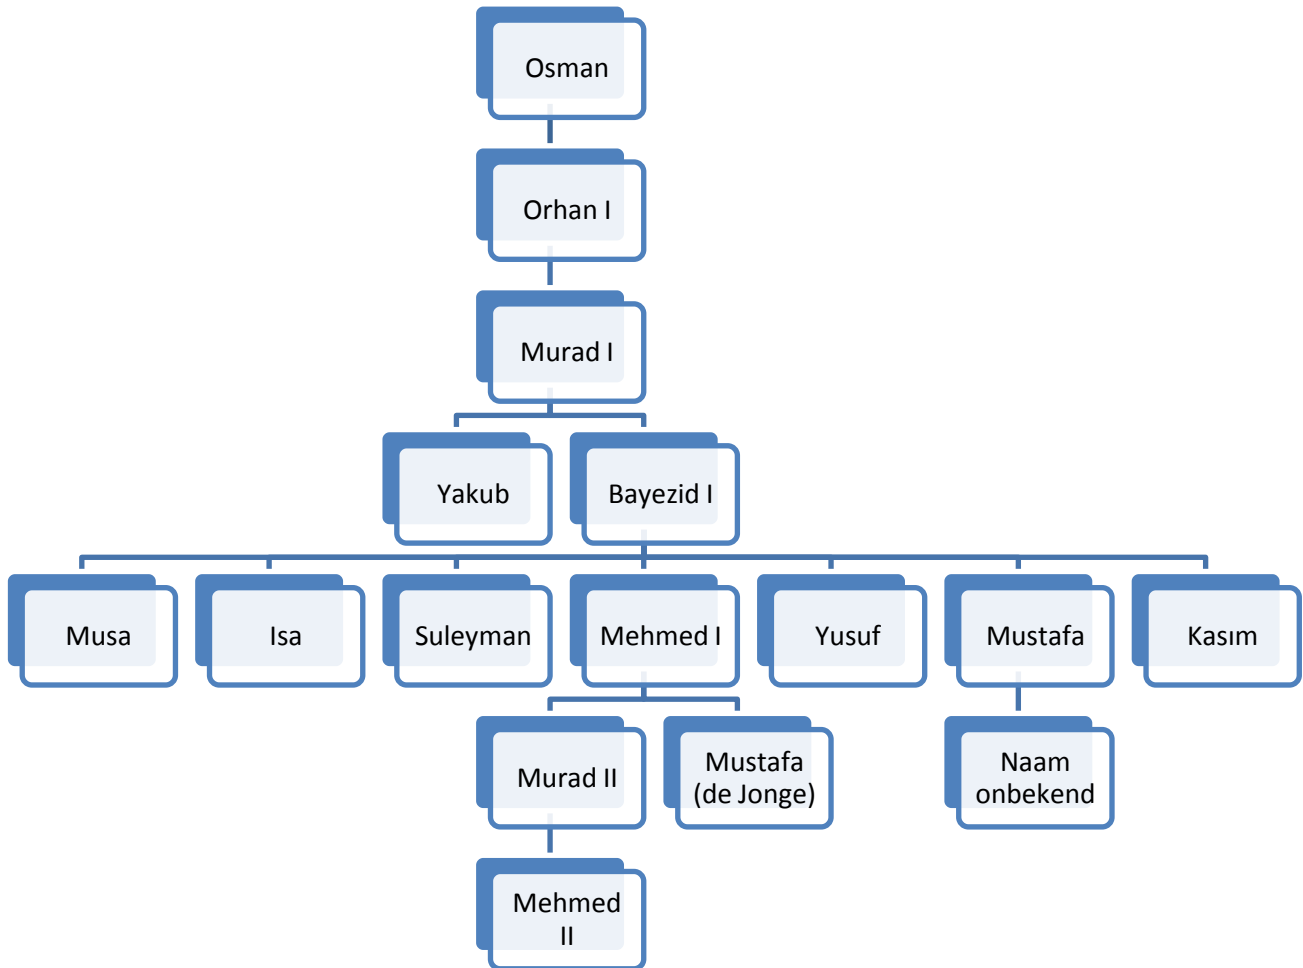 Osman
Orhan I
Murad I
Yakub
Bayezid I
Musa
Isa
Suleyman
Mehmed I
Yusuf
Mustafa
Kasım
Murad II
Mustafa
(de Jonge)
Naam
onbekend
Mehmed
II